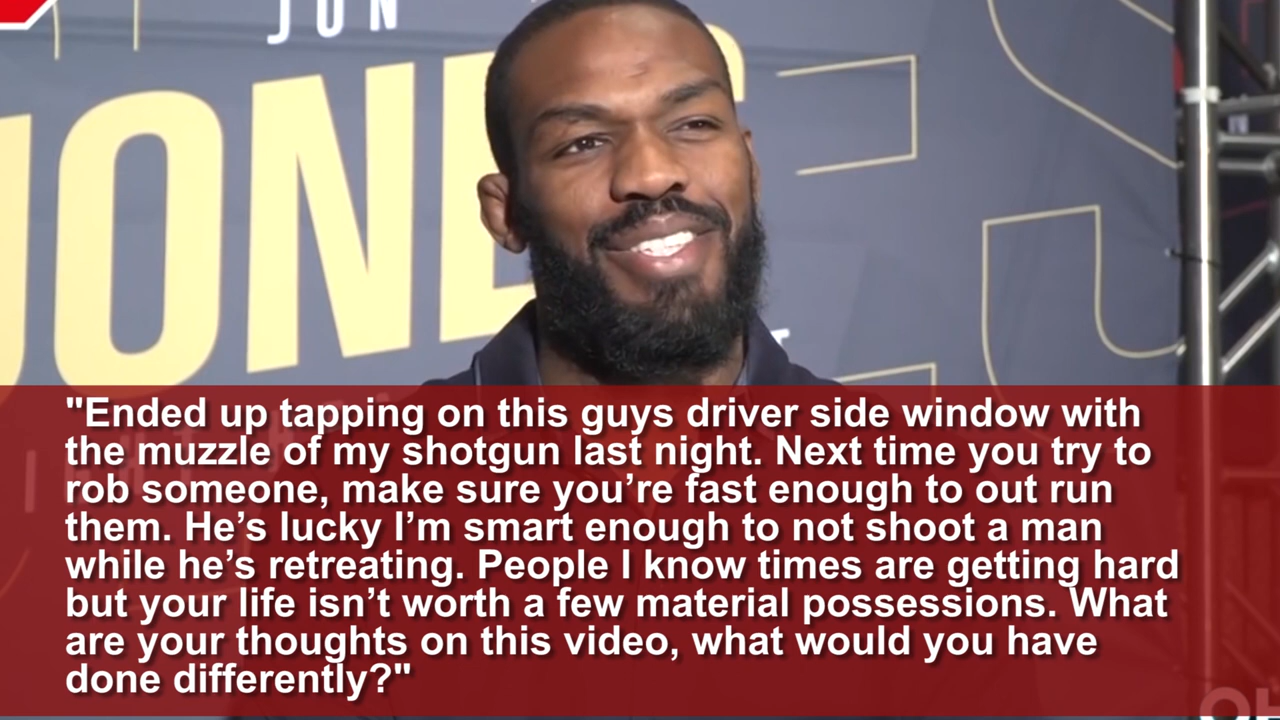 JON
JONES
"Ended up tapping on this guys driver side window with
the muzzle of my shotgun last night. Next time you try to
rob someone, make sure you’re fast enough to out run
them. He’s lucky I’m smart enough to not shoot a man
while he’s retreating. People I know times are getting hard
but your life isn’t worth a few material possessions. What
are your thoughts on this video, what would you have
done differently?"